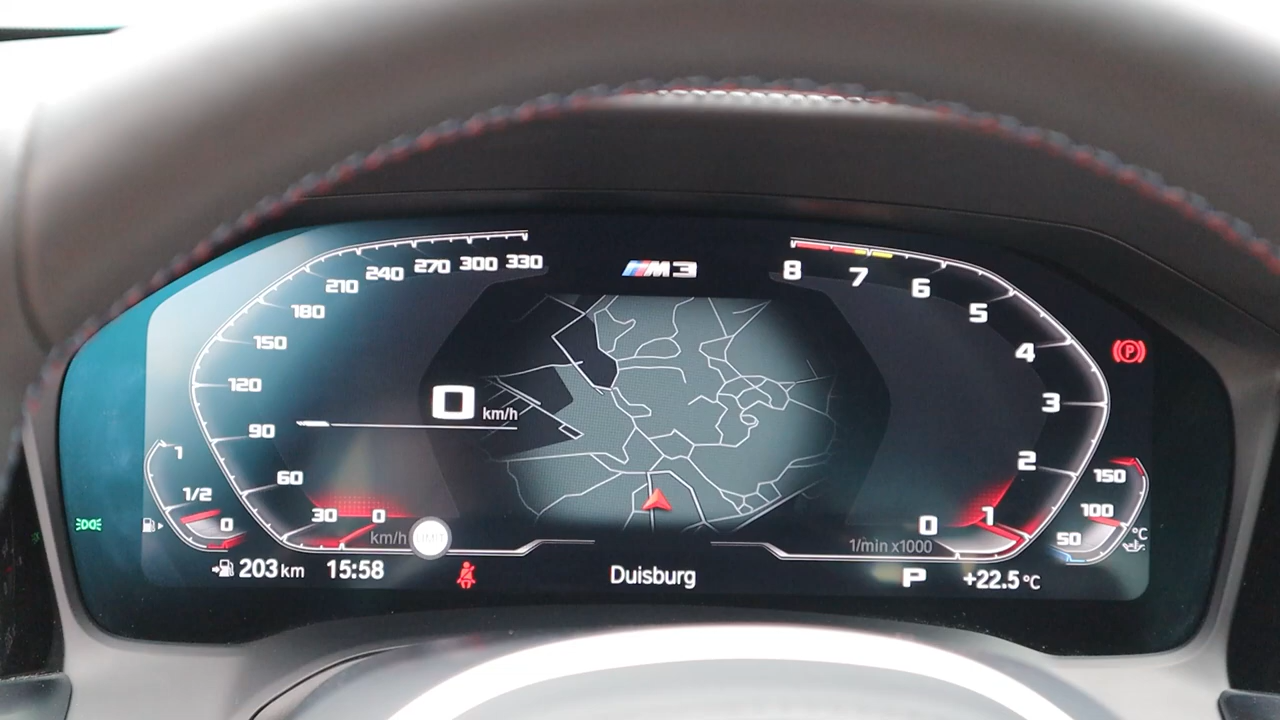 M3
330
300
270
240
210
180
150
120
90
60
30
0
km/h
0 km/h
1
1/2
0
203 km
15:58
Duisburg
8
7
6
5
4
3
2
1
0
1/min x1000
P
+22.5 °C
150
100
50
°C
P